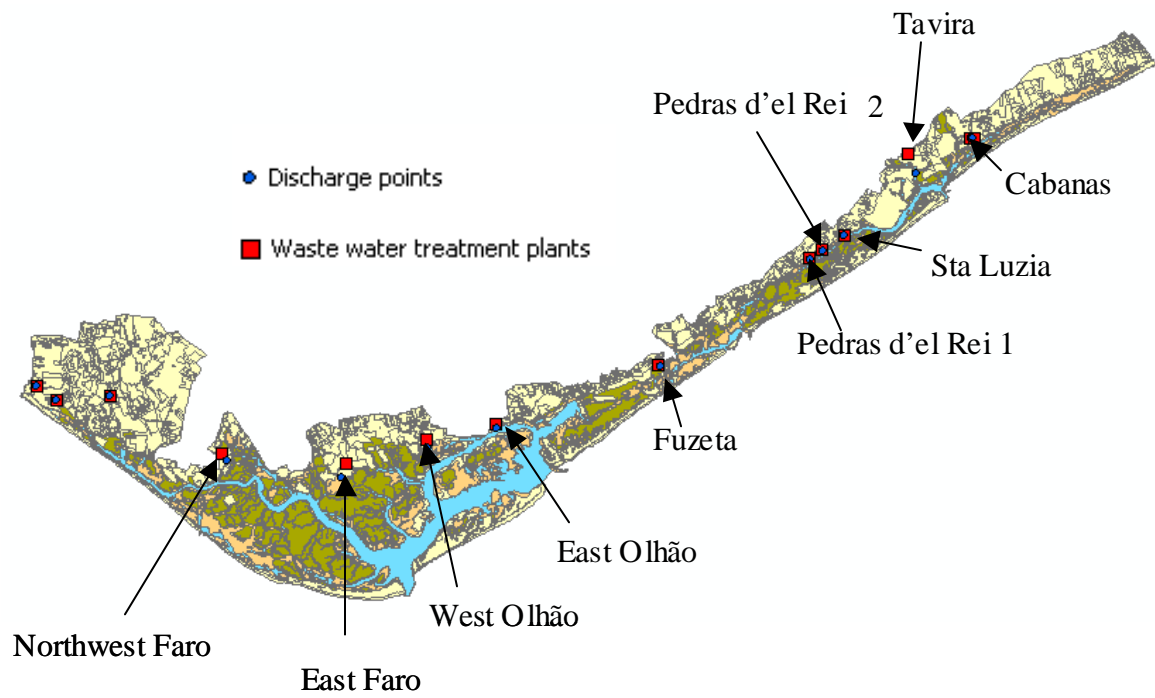 Tavira
Pedras d'el Rei 2
Discharge points
Cabanas
Waste water treatment plants
Sta Luzia
Pedras d'el Rei 1
Fuzeta
East Olhão
West Olhão
Northwest Faro
East Faro